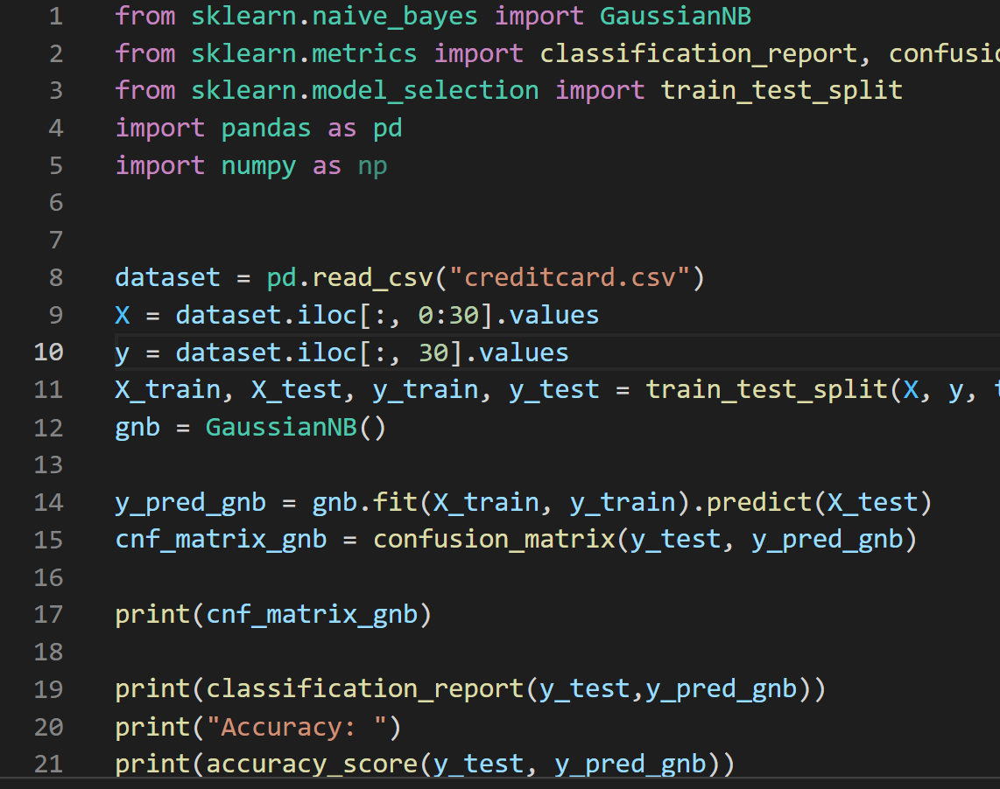 1 from sklearn.naive_bayes import GaussianNB
2 from sklearn.metrics import classification_report,
3 from sklearn.model_selection import train_test_split
4 import pandas as pd
5 import numpy as np
6
7
8 dataset = pd.read_csv("creditcard.csv")
9 X = dataset.iloc[:, 0:30].values
10 y = dataset.iloc[:, 30].values
11 X_train, X_test, y_train, y_test = train_test_split(X, y,
12 gnb = GaussianNB()
13
14 y_pred_gnb = gnb.fit(X_train, y_train).predict(X_test)
15 cnf_matrix_gnb = confusion_matrix(y_test, y_pred_gnb)
16
17 print(cnf_matrix_gnb)
18
19 print(classification_report(y_test,y_pred_gnb))
20 print("Accuracy: ")
21 print(accuracy_score(y_test, y_pred_gnb))